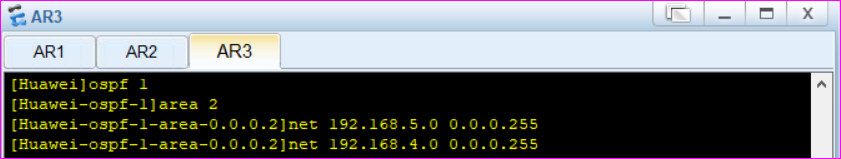 AR3
AR1 AR2 AR3
[Huawei]ospf 1
[Huawei-ospf-1]area 2
[Huawei-ospf-1-area-0.0.0.2]net 192.168.5.0 0.0.0.255
[Huawei-ospf-1-area-0.0.0.2]net 192.168.4.0 0.0.0.255